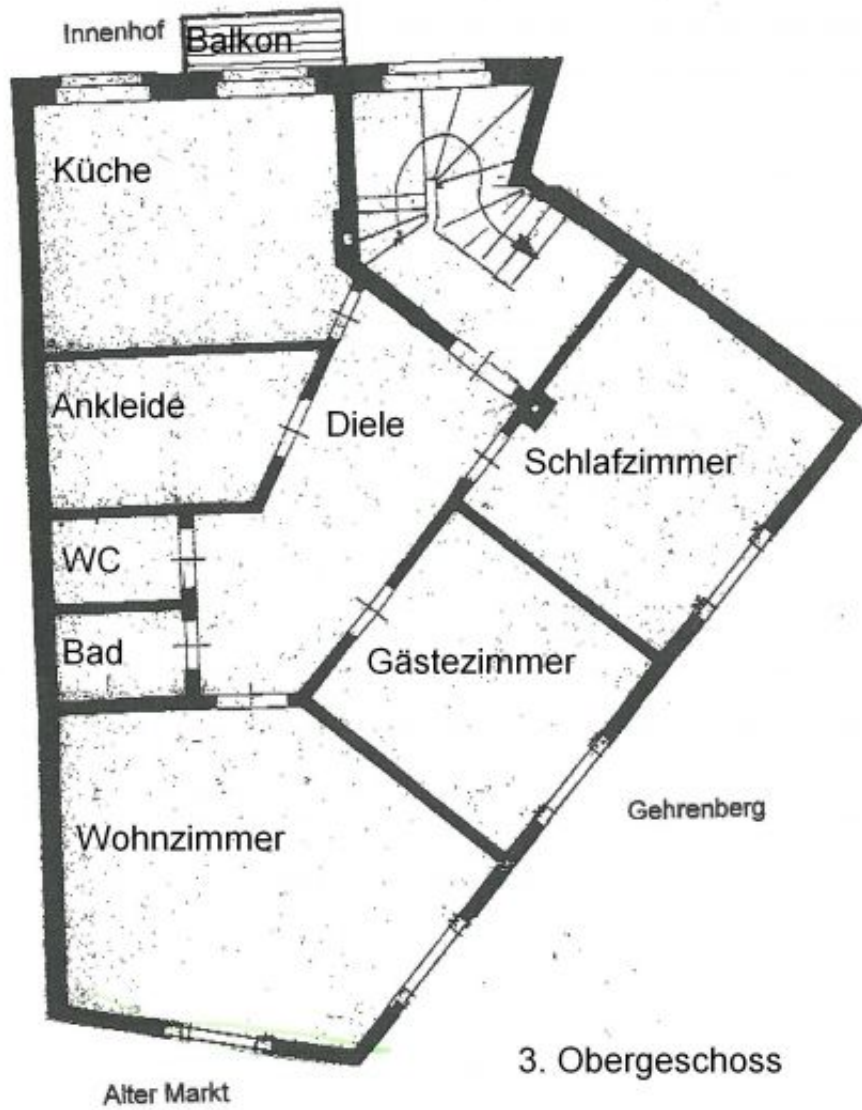 Innenhof
Balkon
Küche
Ankleide
Diele
Schlafzimmer
WC
Bad
Gästezimmer
Wohnzimmer
Gehrenberg
3. Obergeschoss
Alter Markt